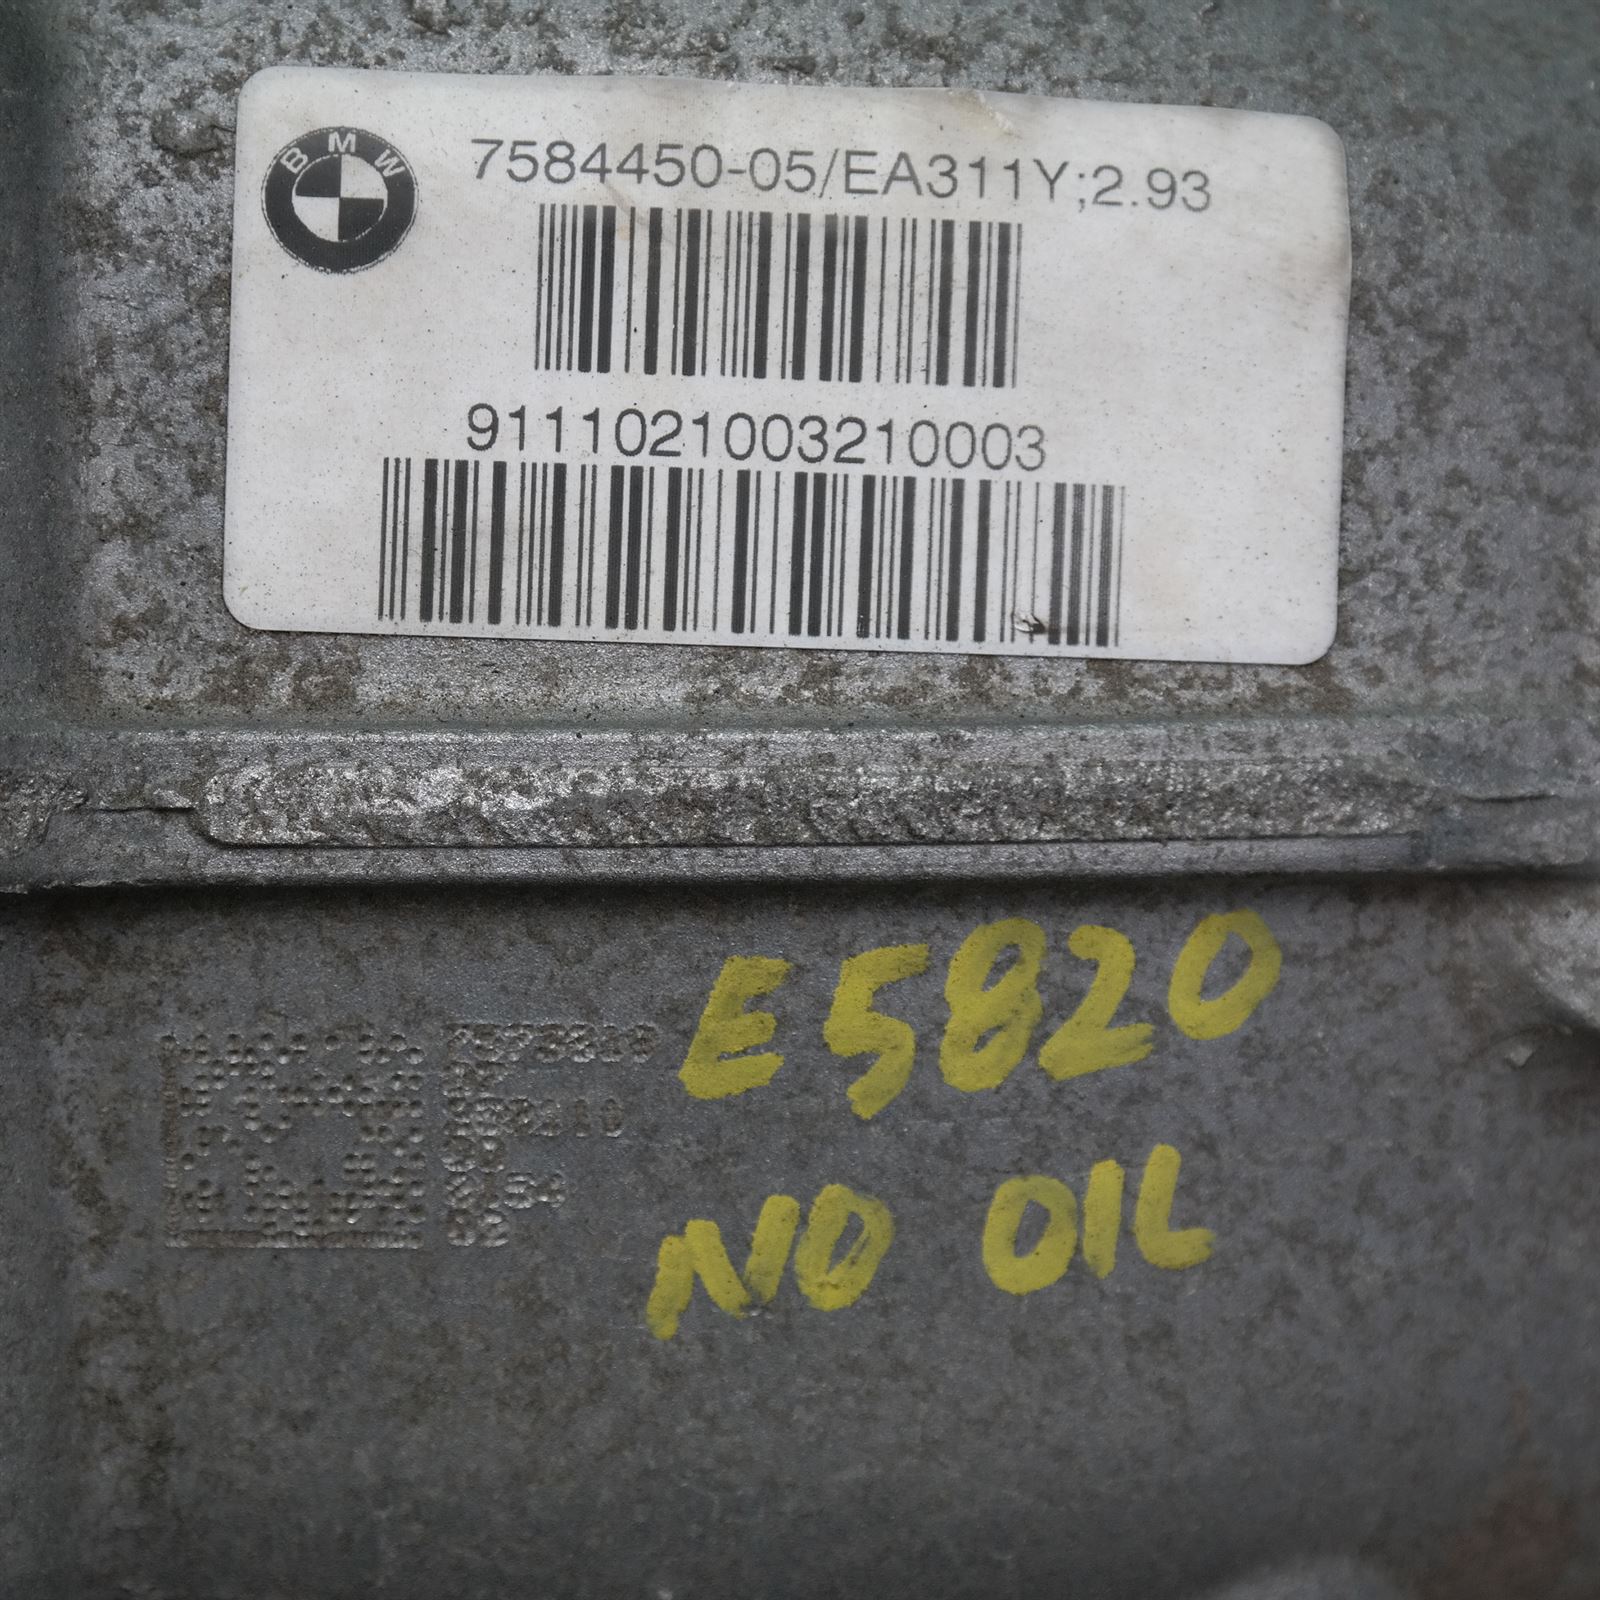 BMW
7584450-05/EA311Y;2.93
9111021003210003
E5820
NO OIL